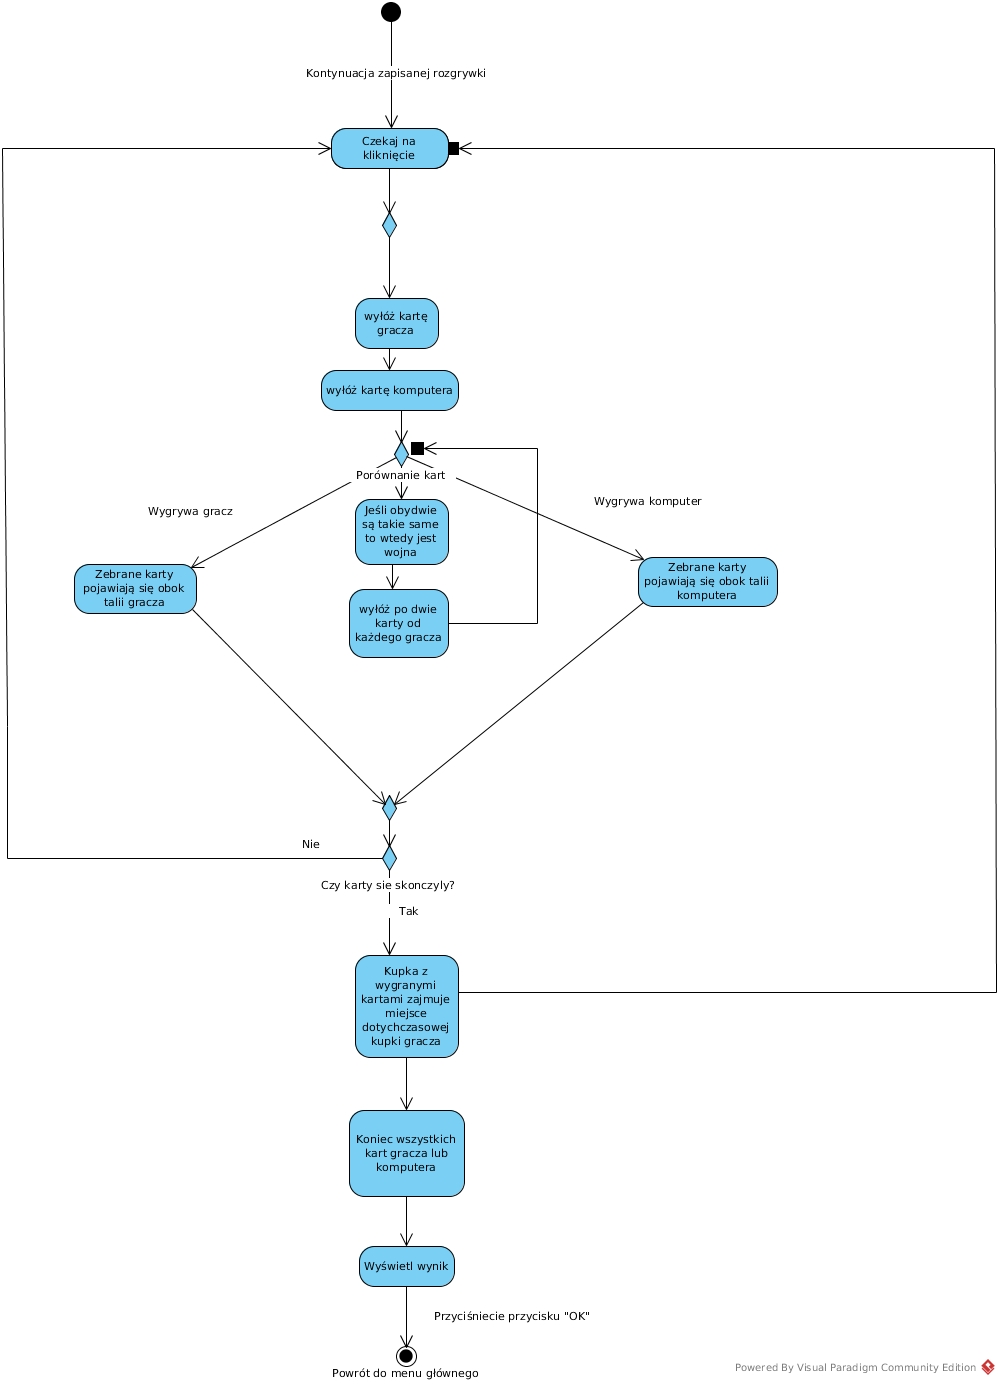 Kontynuacja zapisanej rozgrywki
Czekaj na
kliknięcie
wyłóż kartę
gracza
wyłóż kartę komputera
Porównanie kart
Wygrywa gracz
Wygrywa komputer
Jeśli obydwie
są takie same
to wtedy jest
wojna
Zebrane karty
pojawiają się obok
talii gracza
Zebrane karty
pojawiają się obok talii
komputera
wyłóż po dwie
karty od
każdego gracza
Nie
Czy karty sie skonczyly?
Tak
Kupka z
wygranymi
kartami zajmuje
miejsce
dotychczasowej
kupki gracza
Koniec wszystkich
kart gracza lub
komputera
Wyświetl wynik
Przyciśniecie przycisku "OK"
Powrót do menu głównego
Powered By Visual Paradigm Community Edition